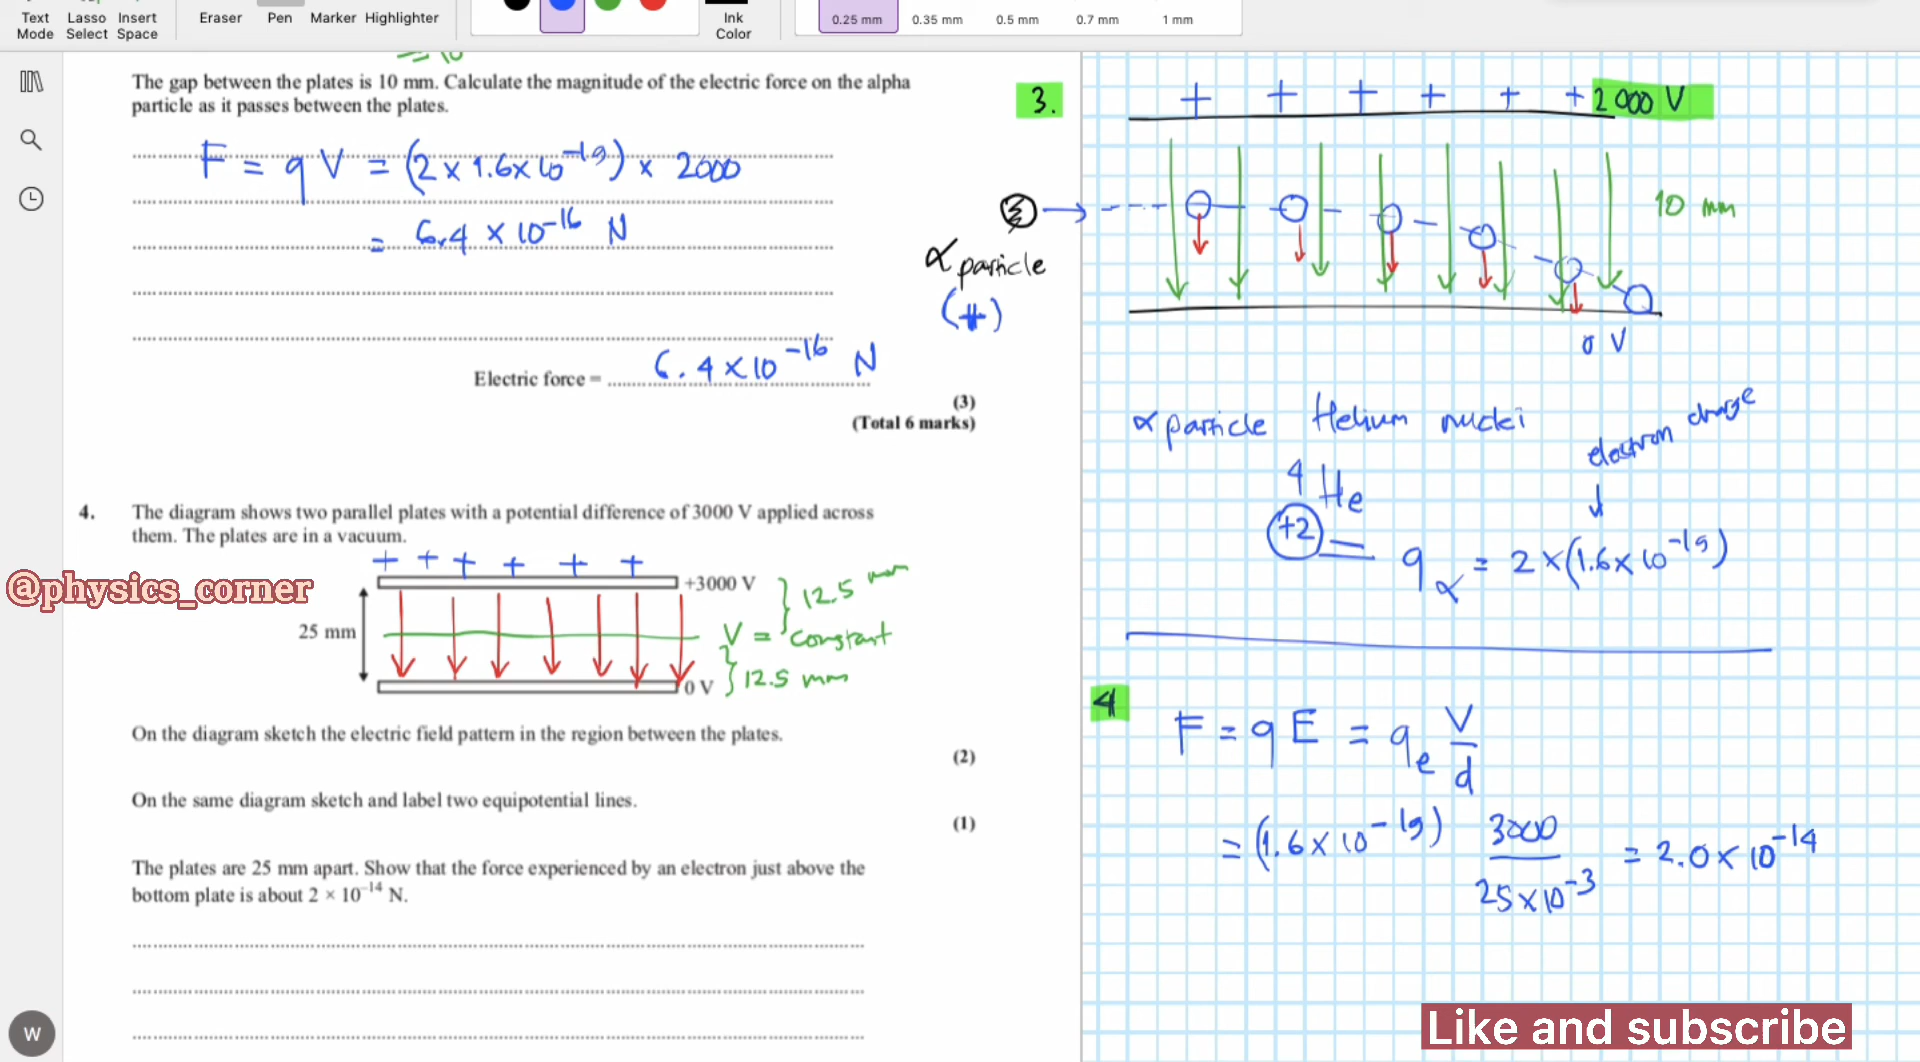 Text Mode
Lasso Select
Insert Space
Eraser
Pen
Marker
Highlighter
Ink Color
0.25 mm
0.35 mm
0.5 mm
0.7 mm
1 mm
The gap between the plates is 10 mm. Calculate the magnitude of the electric force on the alpha
particle as it passes between the plates.
F = q V = (2 x 1.6 x 10⁻¹⁹) x 2000
= 6.4 x 10⁻¹⁶ N
Electric force = 6.4 x 10⁻¹⁶ N
(3)
(Total 6 marks)
4. The diagram shows two parallel plates with a potential difference of 3000 V applied across
them. The plates are in a vacuum.
+ + + + + +
+3000 V
} 12.5 mm
25 mm
V = constant
} 12.5 mm
0 V
@physics_corner
On the diagram sketch the electric field pattern in the region between the plates.
(2)
On the same diagram sketch and label two equipotential lines.
(1)
The plates are 25 mm apart. Show that the force experienced by an electron just above the
bottom plate is about 2 × 10⁻¹⁴ N.
W
3.
+ + + + + + 2000 V
10 mm
α particle
(+)
0 V
α particle Helium nuclei
electron charge
4 He
+2
qα = 2 x (1.6 x 10⁻¹⁹)
4
F = q E = qe V/d
= (1.6 x 10⁻¹⁹) 3000 / 25 x 10⁻³ = 2.0 x 10⁻¹⁴
Like and subscribe